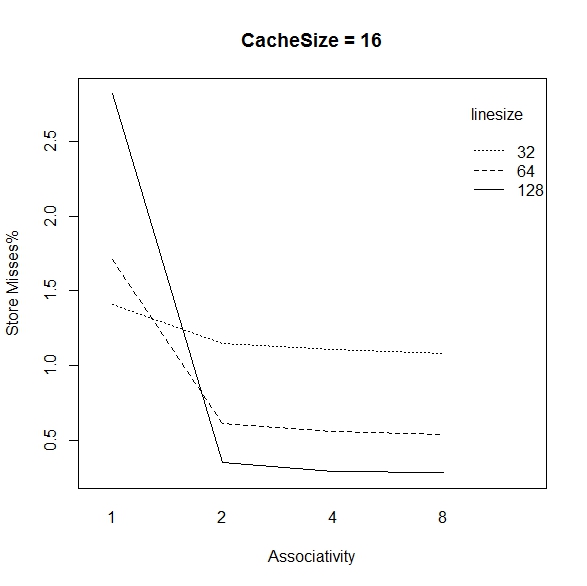 CacheSize = 16
linesize
32
64
128
Store Misses%
2.5
2.0
1.5
1.0
0.5
1 2 4 8
Associativity